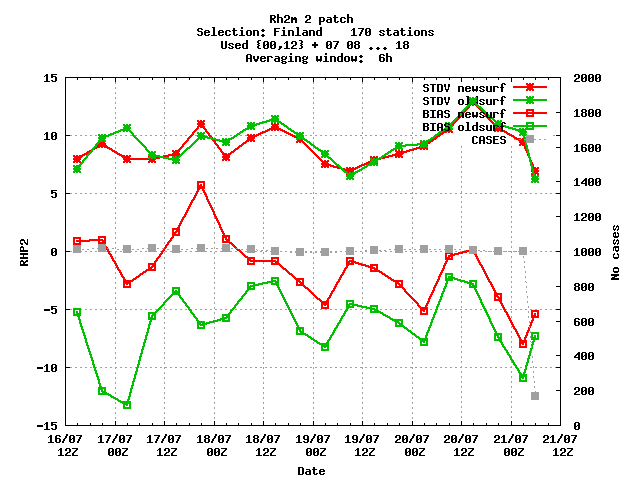 Rh2m 2 patch
Selection: Finland    170 stations
Used {00,12} + 07 08 ... 18
Averaging window:  6h
STDV newsurf
STDV oldsurf
BIAS newsurf
BIAS oldsurf
CASES
RHP2
15
10
5
0
-5
-10
-15
No cases
2000
1800
1600
1400
1200
1000
800
600
400
200
0
16/07 17/07 17/07 18/07 18/07 19/07 19/07 20/07 20/07 21/07 21/07
12Z 00Z 12Z 00Z 12Z 00Z 12Z 00Z 12Z 00Z 12Z
Date